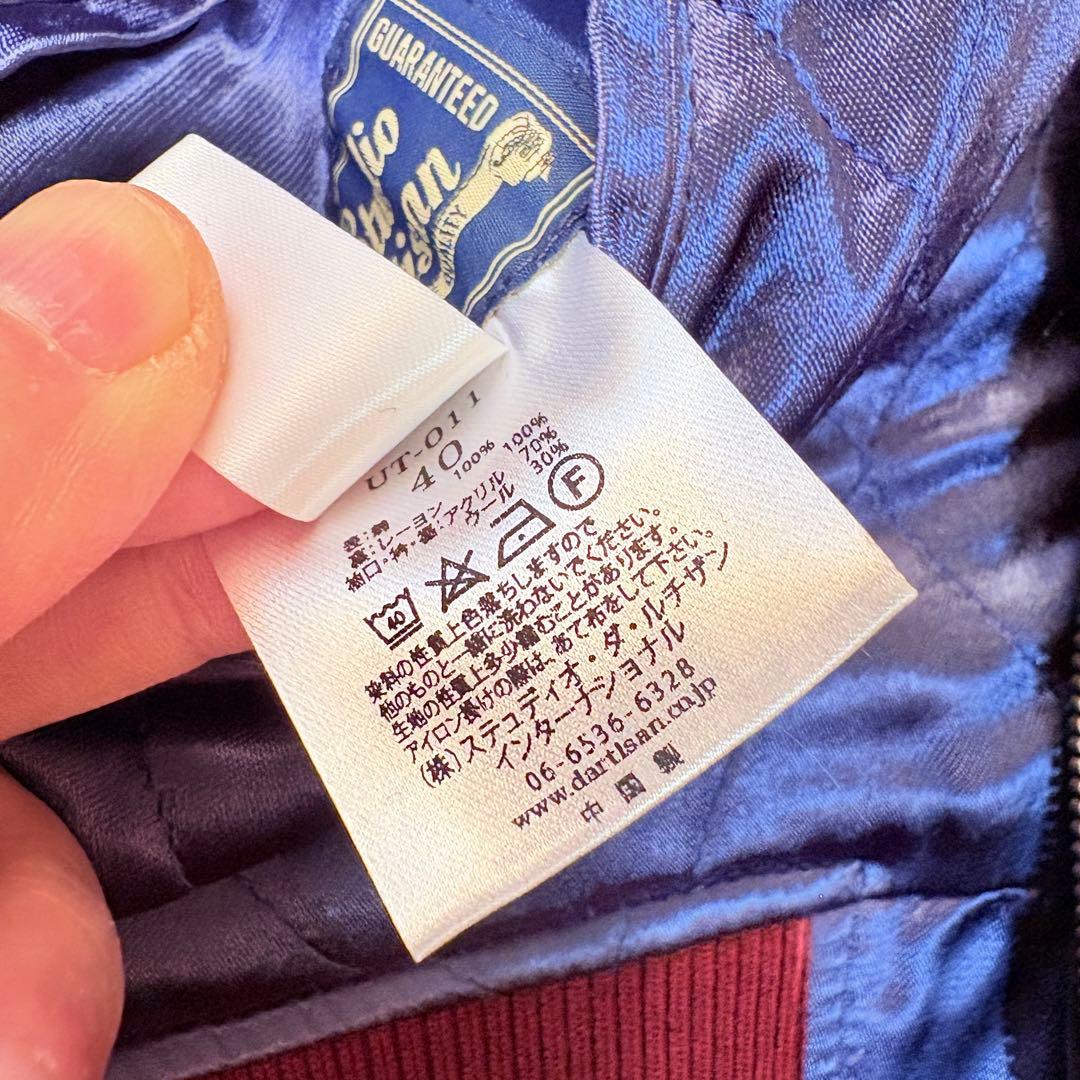 GUARANTEED
UT-011
40
表:綿 100%
裏:レーヨン 100%
袖口・衿・裾:アクリル 70%
ウール 30%
40 F
染料の性質上色落ちしますので
他のものと一緒に洗わないでください。
生地の性質上多少縮むことがあります。
アイロン掛けの際は、あて布をして下さい。
(株)ステュディオ・ダ・ルチザン
インターナショナル
06-6536-6328
www.dartisan.co.jp
中国製